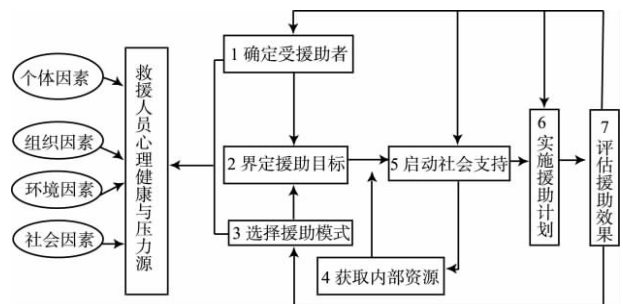 个体因素
组织因素
环境因素
社会因素
救援人员心理健康与压力源
1 确定受援助者
2 界定援助目标
3 选择援助模式
4 获取内部资源
5 启动社会支持
6 实施援助计划
7 评估援助效果